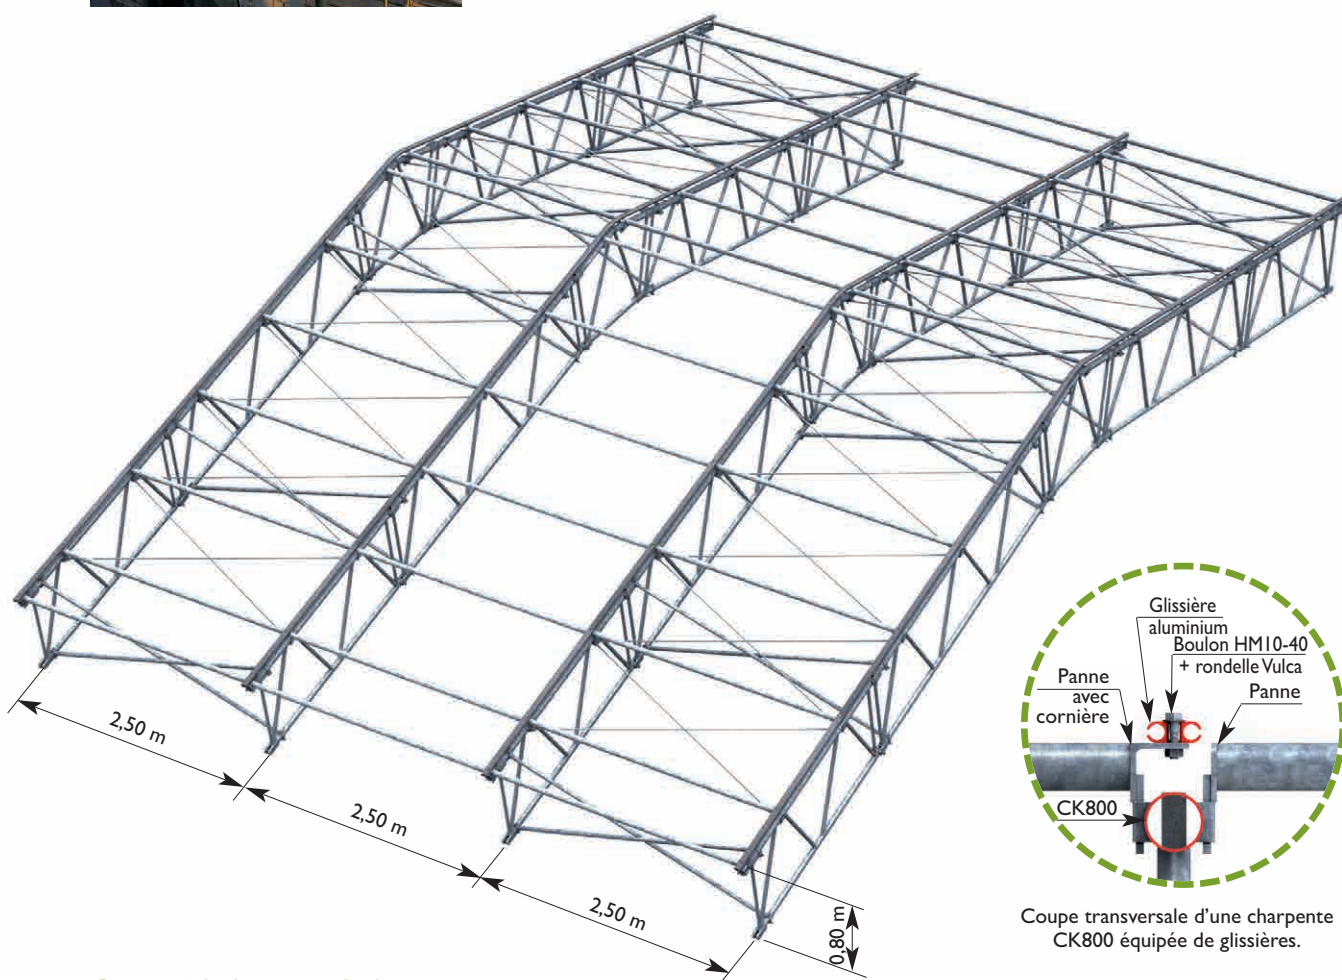 Glissière
aluminium
Boulon HM10-40
+ rondelle Vulca
Panne
avec
cornière
Panne
CK800
2,50 m
2,50 m
2,50 m
0,80 m
Coupe transversale d'une charpente
CK800 équipée de glissières.